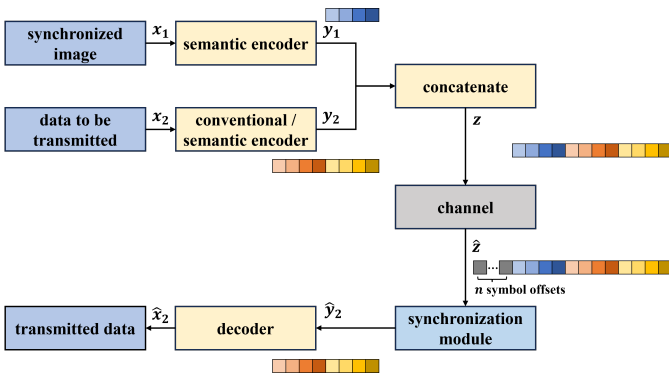 synchronized
image
x₁
semantic encoder
y₁
data to be
transmitted
x₂
conventional /
semantic encoder
y₂
concatenate
z
channel
ẑ
...
n symbol offsets
synchronization
module
ŷ₂
decoder
x̂₂
transmitted data